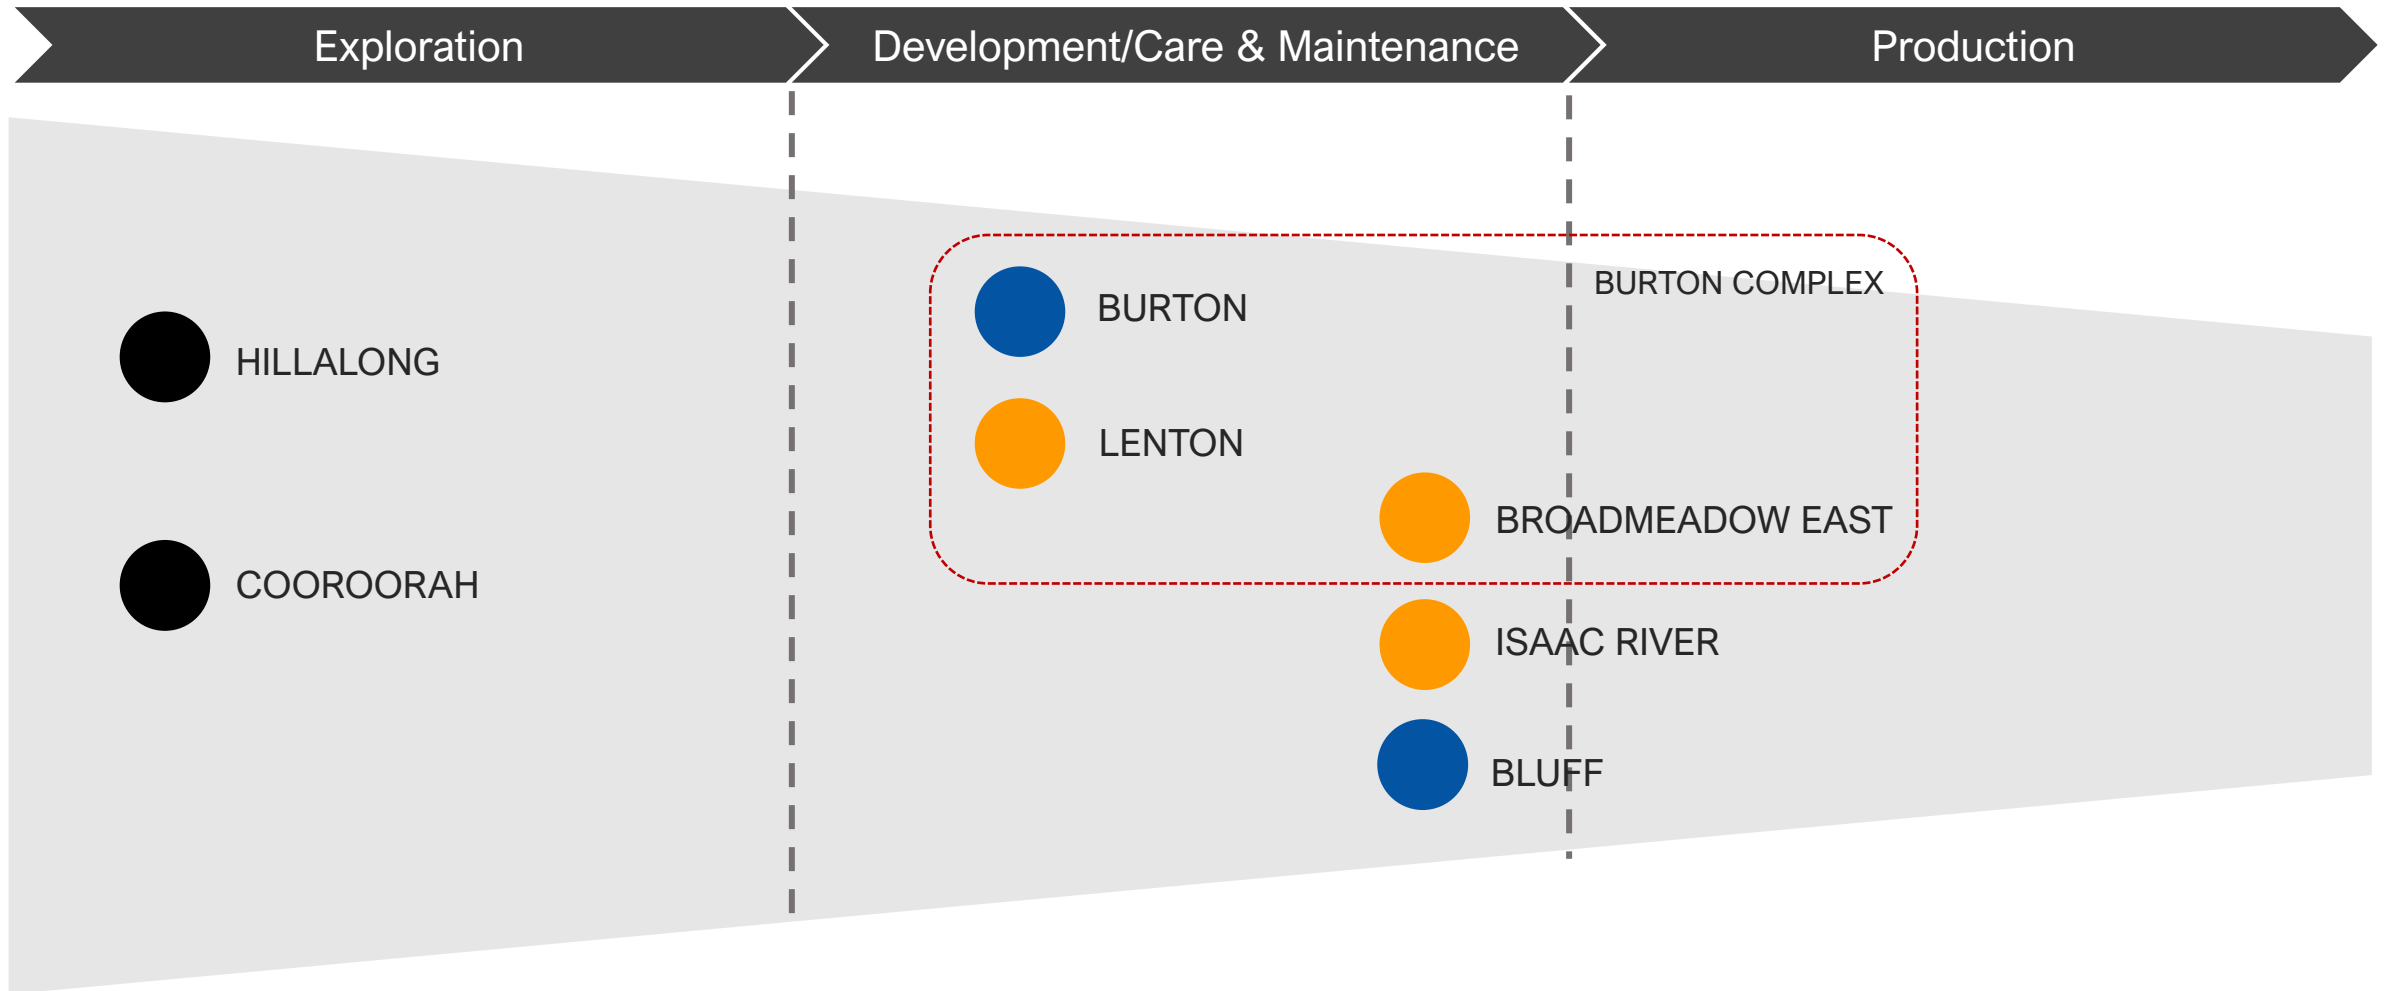 Exploration
Development/Care & Maintenance
Production
BURTON COMPLEX
BURTON
HILLALONG
LENTON
BROADMEADOW EAST
COOROORAH
ISAAC RIVER
BLUFF